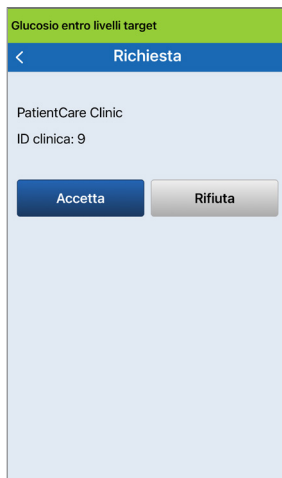 Glucosio entro livelli target
Richiesta
PatientCare Clinic
ID clinica: 9
Accetta
Rifiuta